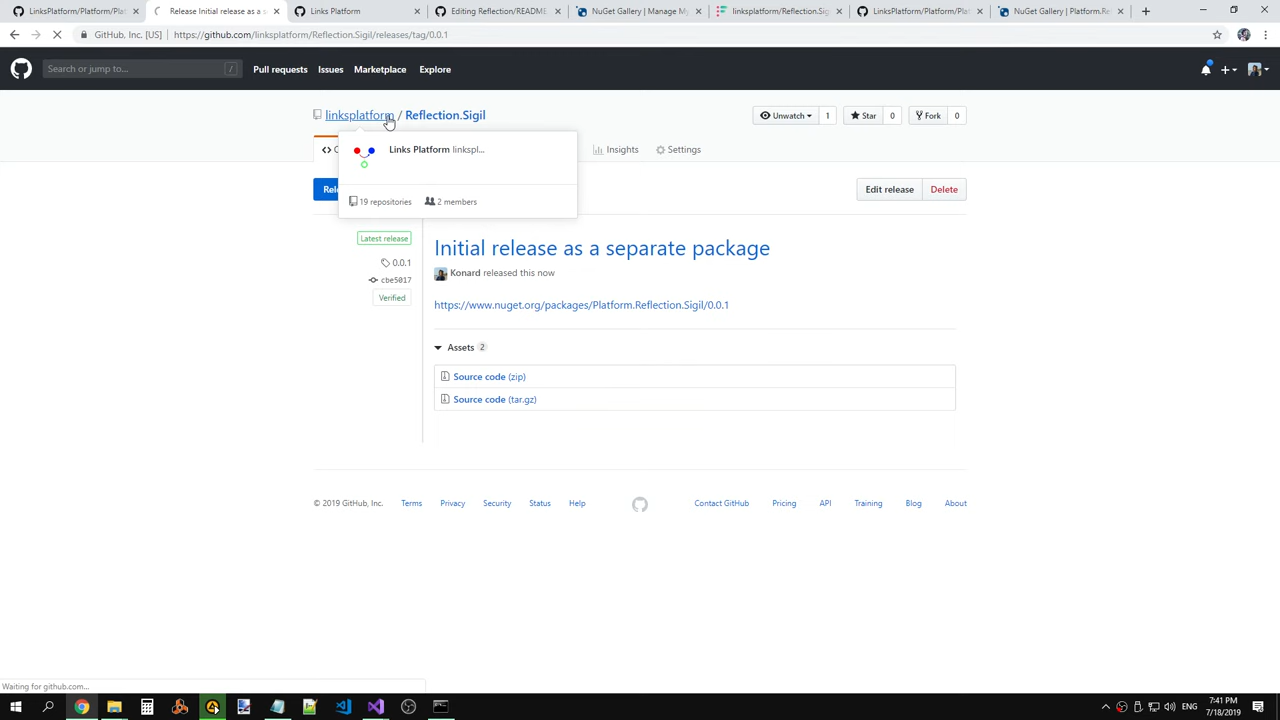 LinksPlatform/Platform/Plat
Release Initial release as a s
Links Platform
Editing Reflection/README
NuGet Gallery | Manage My
linksplatform/Reflection.Sig
LinksPlatform/Platform/Plat
NuGet Gallery | Platform.Re
GitHub, Inc. [US] | https://github.com/linksplatform/Reflection.Sigil/releases/tag/0.0.1
Search or jump to... /
Pull requests Issues Marketplace Explore
linksplatform / Reflection.Sigil
Unwatch 1 Star 0 Fork 0
Links Platform linkspl...
Insights Settings
19 repositories 2 members
Rele
Edit release Delete
Latest release
Initial release as a separate package
0.0.1
Konard released this now
cbe5017
Verified
https://www.nuget.org/packages/Platform.Reflection.Sigil/0.0.1
Assets 2
Source code (zip)
Source code (tar.gz)
© 2019 GitHub, Inc. Terms Privacy Security Status Help Contact GitHub Pricing API Training Blog About
Waiting for github.com...
ENG
7:41 PM
7/18/2019